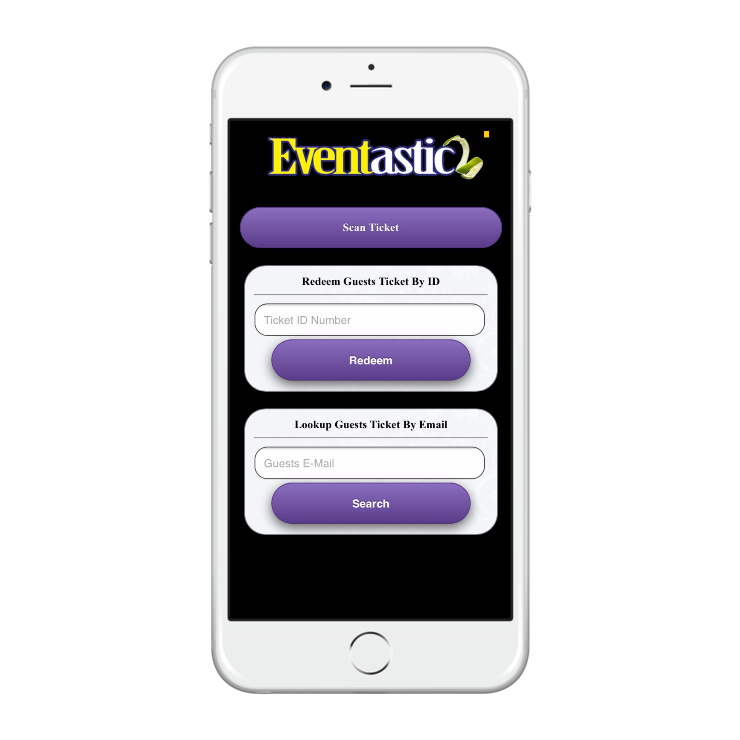 Eventastic
Scan Ticket
Redeem Guests Ticket By ID
Ticket ID Number
Redeem
Lookup Guests Ticket By Email
Guests E-Mail
Search